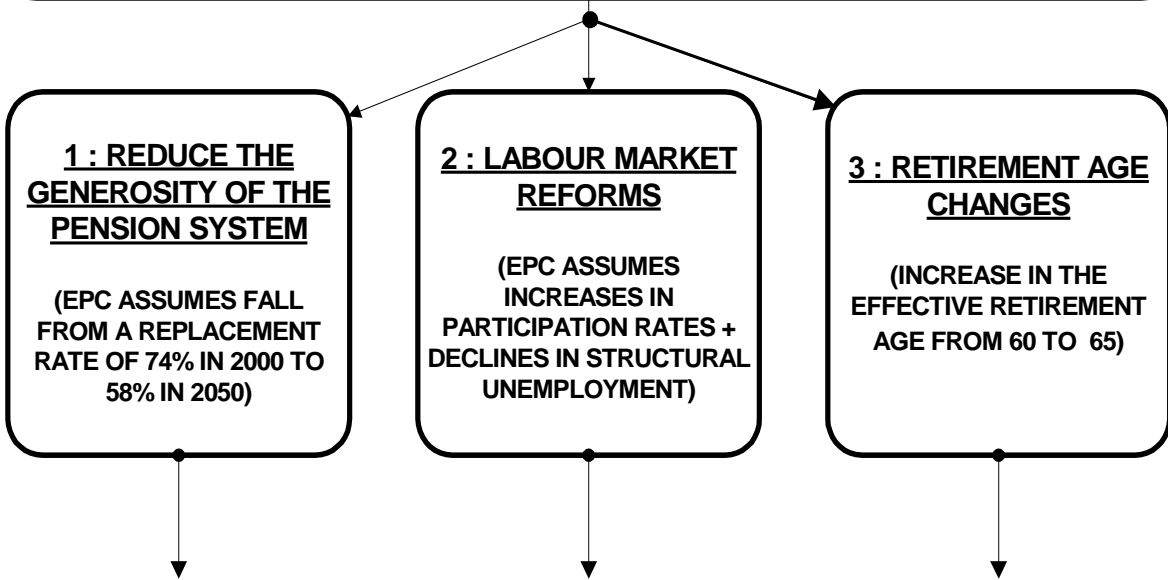 1 : REDUCE THE
GENEROSITY OF THE
PENSION SYSTEM
(EPC ASSUMES FALL
FROM A REPLACEMENT
RATE OF 74% IN 2000 TO
58% IN 2050)
2 : LABOUR MARKET
REFORMS
(EPC ASSUMES
INCREASES IN
PARTICIPATION RATES +
DECLINES IN STRUCTURAL
UNEMPLOYMENT)
3 : RETIREMENT AGE
CHANGES
(INCREASE IN THE
EFFECTIVE RETIREMENT
AGE FROM 60 TO 65)